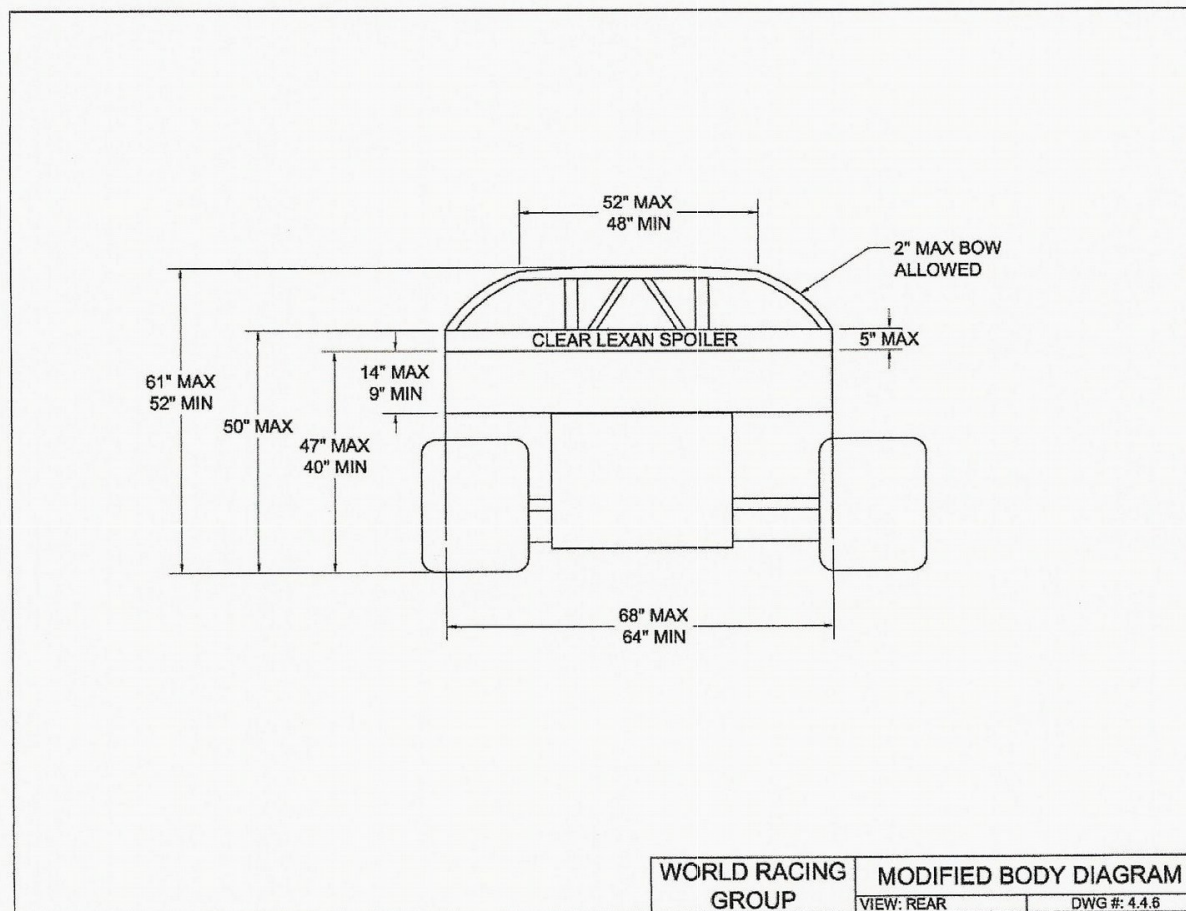 52" MAX
48" MIN
2" MAX BOW
ALLOWED
CLEAR LEXAN SPOILER
5" MAX
61" MAX
52" MIN
14" MAX
9" MIN
50" MAX
47" MAX
40" MIN
68" MAX
64" MIN
WORLD RACING
GROUP
MODIFIED BODY DIAGRAM
VIEW: REAR
DWG #: 4.4.6